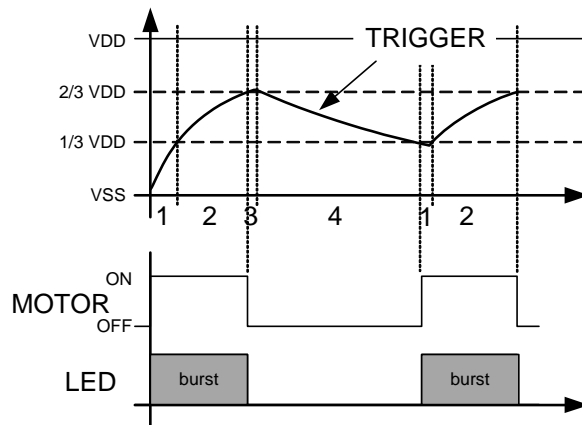 VDD
TRIGGER
2/3 VDD
1/3 VDD
VSS
1 2 3 4 1 2
ON
MOTOR
OFF
LED
burst burst